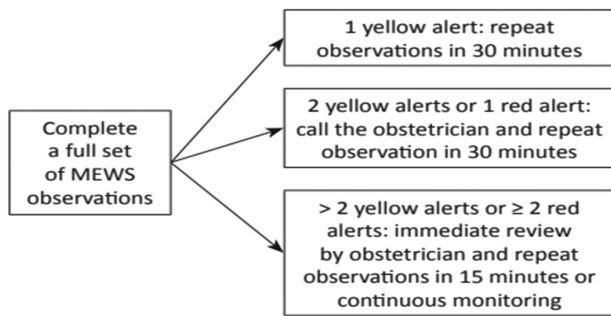 Complete
a full set
of MEWS
observations
1 yellow alert: repeat
observations in 30 minutes
2 yellow alerts or 1 red alert:
call the obstetrician and repeat
observation in 30 minutes
> 2 yellow alerts or ≥ 2 red
alerts: immediate review
by obstetrician and repeat
observations in 15 minutes or
continuous monitoring